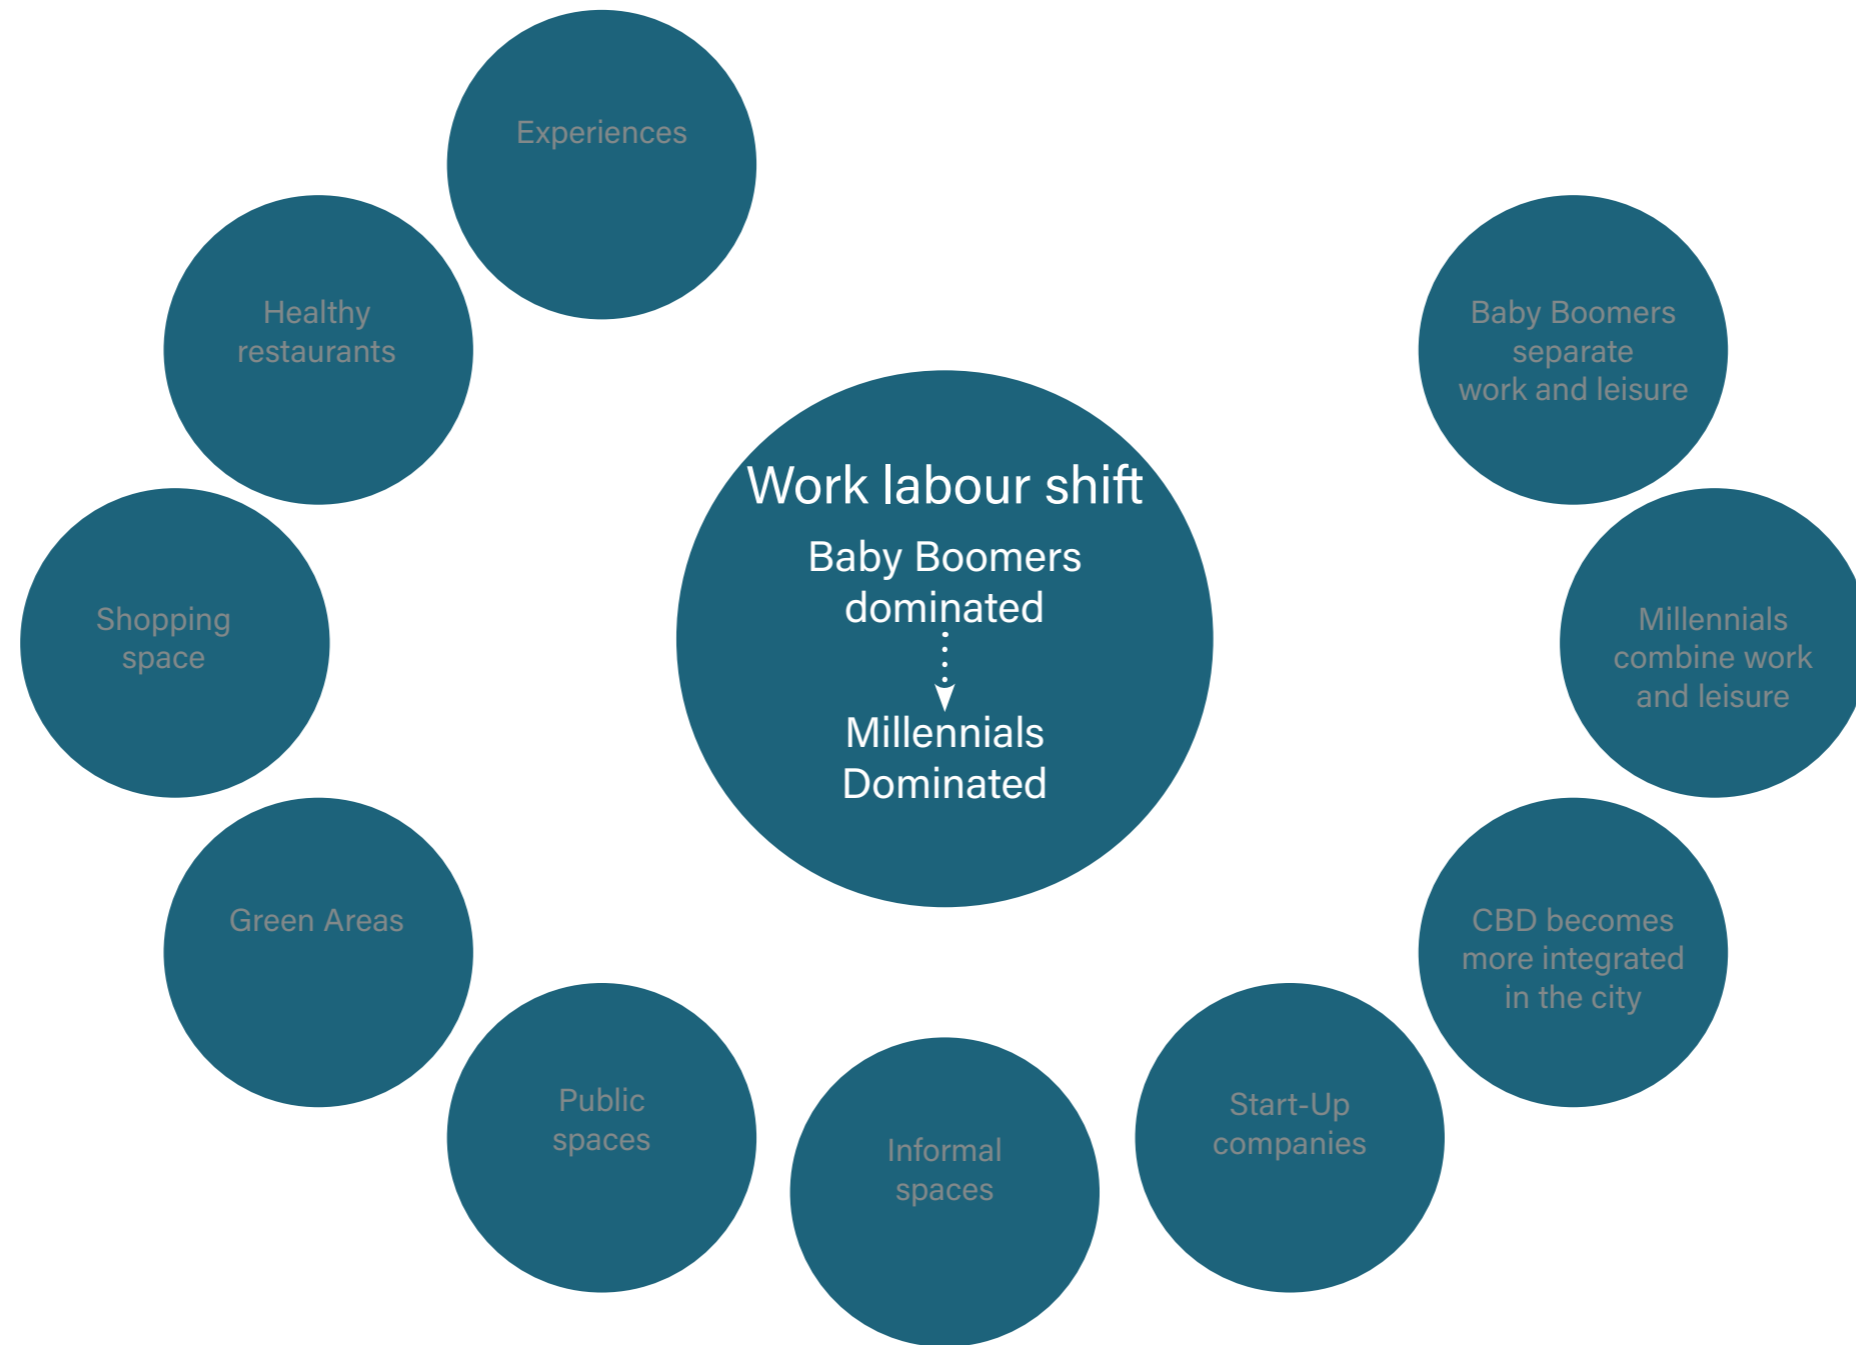 Experiences
Healthy
restaurants
Shopping
space
Green Areas
Public
spaces
Informal
spaces
Start-Up
companies
CBD becomes
more integrated
in the city
Millennials
combine work
and leisure
Baby Boomers
separate
work and leisure
Work labour shift
Baby Boomers
dominated
Millennials
Dominated